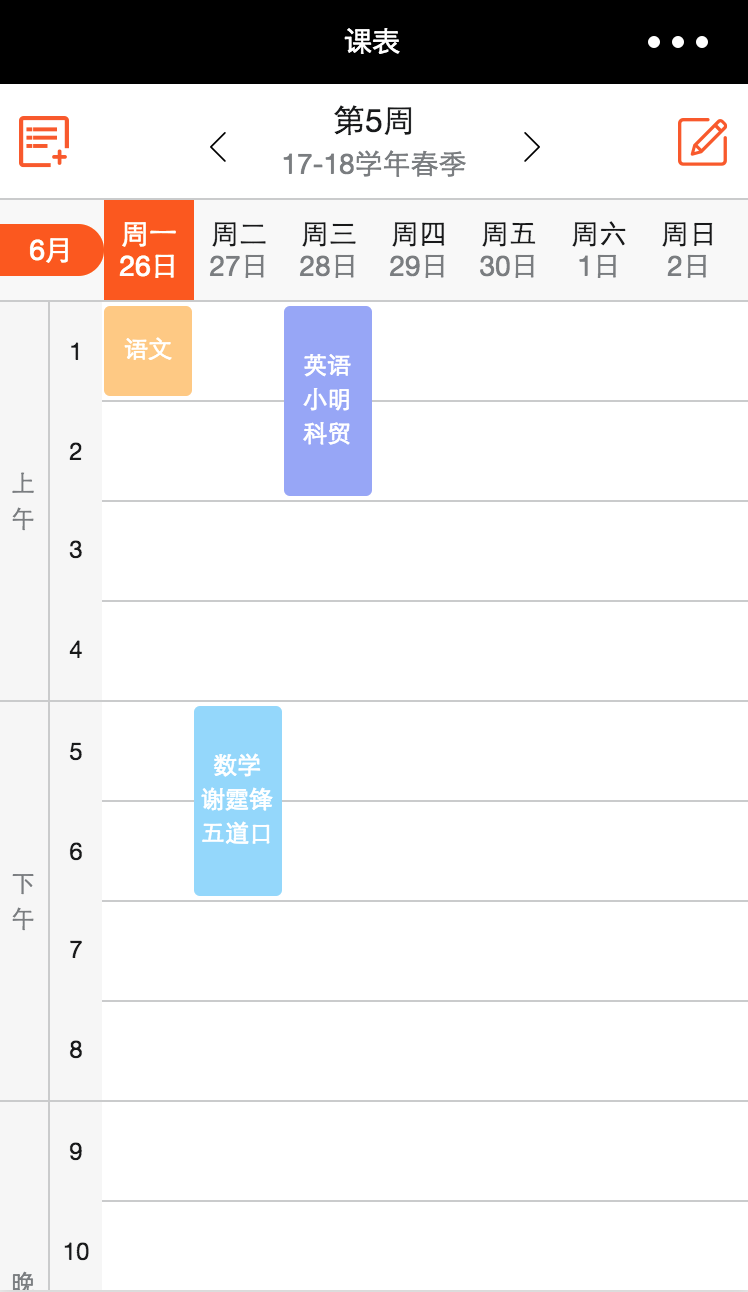 课表
第5周
17-18学年春季
6月
周一 周二 周三 周四 周五 周六 周日
26日 27日 28日 29日 30日 1日 2日
上午
1
2
3
4
语文
英语
小明
科贸
下午
5
6
7
8
数学
谢霆锋
五道口
晚
9
10